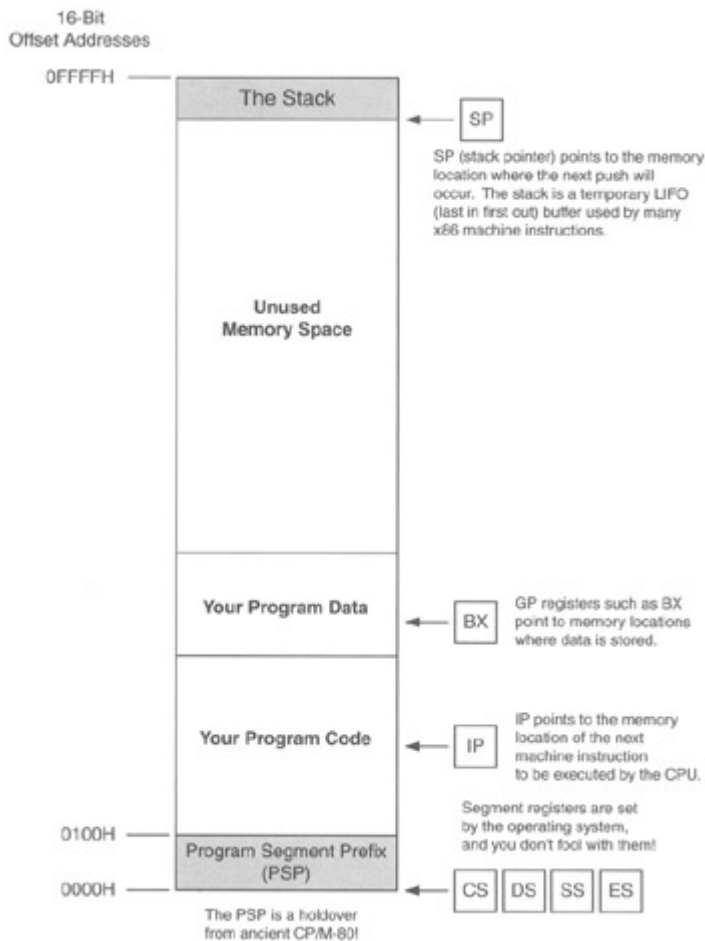 16-Bit
Offset Addresses
0FFFFH
The Stack
SP
SP (stack pointer) points to the memory
location where the next push will
occur. The stack is a temporary LIFO
(last in first out) buffer used by many
x86 machine instructions.
Unused
Memory Space
Your Program Data
BX
GP registers such as BX
point to memory locations
where data is stored.
Your Program Code
IP
IP points to the memory
location of the next
machine instruction
to be executed by the CPU.
Segment registers are set
by the operating system,
and you don't fool with them!
0100H
Program Segment Prefix
(PSP)
0000H
CS
DS
SS
ES
The PSP is a holdover
from ancient CP/M-80!